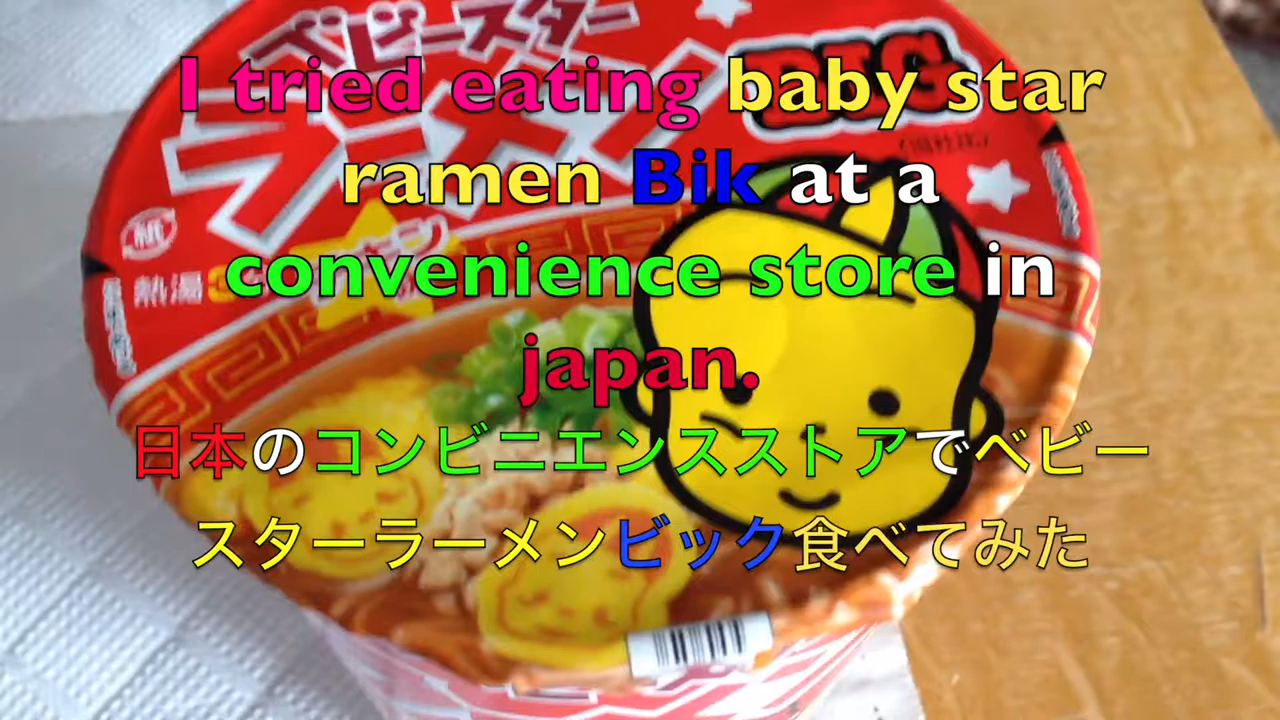 ベビースター
ラーメン
BIG
I tried eating baby star
ramen Bik at a
convenience store in
japan.
紙
熱湯3
日本のコンビニエンスストアでベビー
スターラーメンビック食べてみた